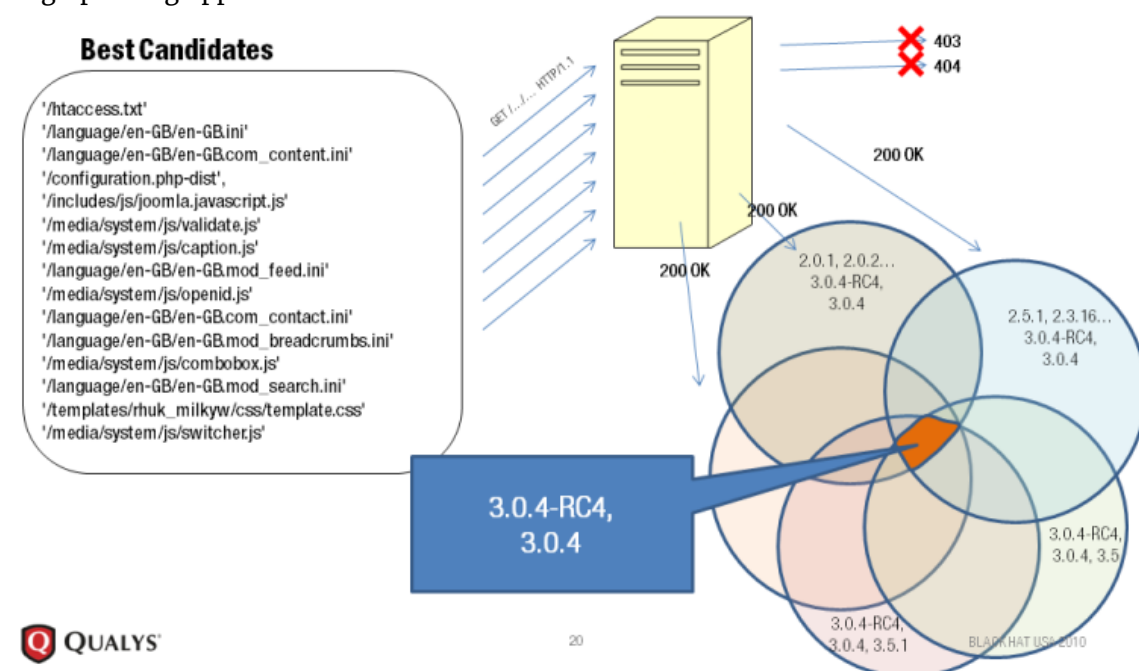 Best Candidates
'/htaccess.txt'
'/language/en-GB/en-GB.ini'
'/language/en-GB/en-GB.com_content.ini'
'/configuration.php-dist',
'/includes/js/joomla.javascript.js'
'/media/system/js/validate.js'
'/media/system/js/caption.js'
'/language/en-GB/en-GB.mod_feed.ini'
'/media/system/js/openid.js'
'/language/en-GB/en-GB.com_contact.ini'
'/language/en-GB/en-GB.mod_breadcrumbs.ini'
'/media/system/js/combobox.js'
'/language/en-GB/en-GB.mod_search.ini'
'/templates/rhuk_milkyw/css/template.css'
'/media/system/js/switcher.js'
GET /.../... HTTP/1.1
403
404
200 OK
200 OK
200 OK
2.0.1, 2.0.2...
3.0.4-RC4,
3.0.4
2.5.1, 2.3.16...
3.0.4-RC4,
3.0.4
3.0.4-RC4,
3.0.4
3.0.4-RC4,
3.0.4, 3.5
3.0.4-RC4,
3.0.4, 3.5.1
QUALYS
20
BLACK HAT USA 2010